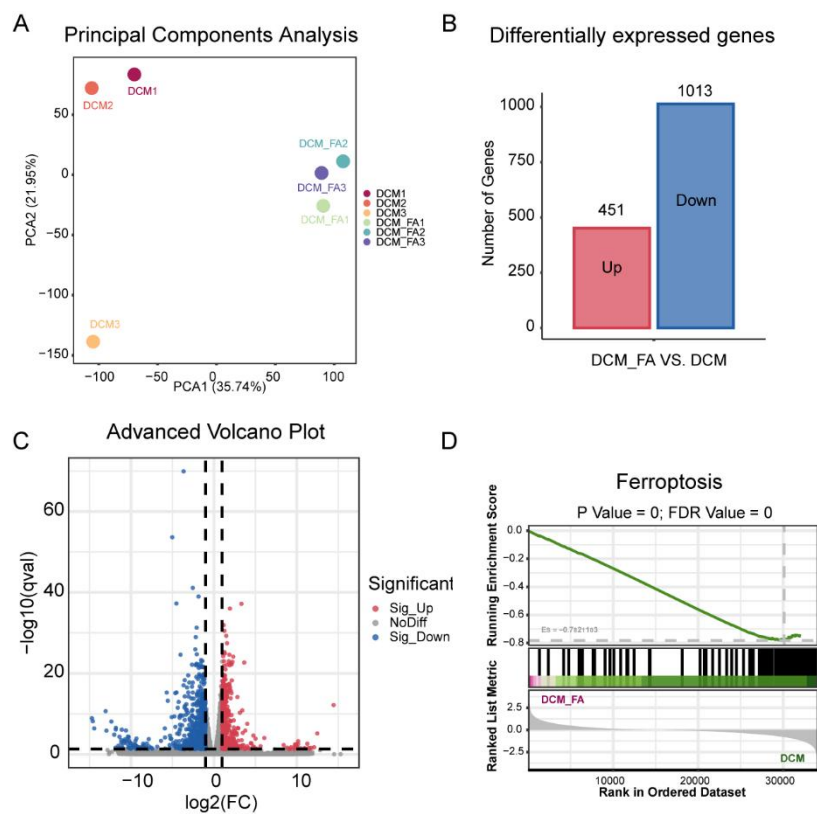 A
Principal Components Analysis
DCM1
DCM2
DCM_FA2
DCM_FA3
DCM_FA1
DCM3
50
0
−50
−100
−150
−100
−50
0
50
100
PCA2 (21.95%)
PCA1 (35.74%)
DCM1
DCM2
DCM3
DCM_FA1
DCM_FA2
DCM_FA3
B
Differentially expressed genes
1013
451
Up
Down
1000
750
500
250
0
Number of Genes
DCM_FA VS. DCM
C
Advanced Volcano Plot
60
40
20
0
−10
0
10
−log10(qval)
log2(FC)
Significant
Sig_Up
NoDiff
Sig_Down
D
Ferroptosis
P Value = 0; FDR Value = 0
0.0
−0.2
−0.4
−0.6
−0.8
Running Enrichment Score
Ranked List Metric
DCM_FA
2.5
0.0
−2.5
DCM
10000
20000
30000
Rank in Ordered Dataset